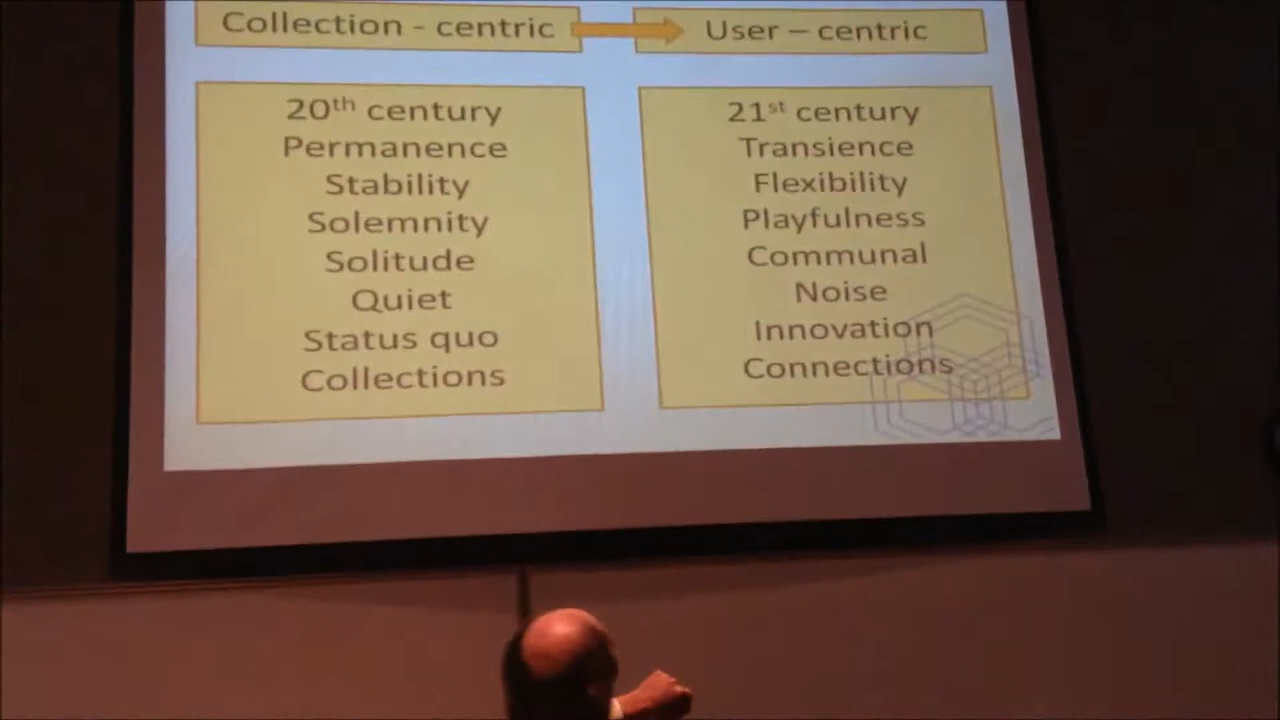 Collection - centric
User – centric
20th century
Permanence
Stability
Solemnity
Solitude
Quiet
Status quo
Collections
21st century
Transience
Flexibility
Playfulness
Communal
Noise
Innovation
Connections